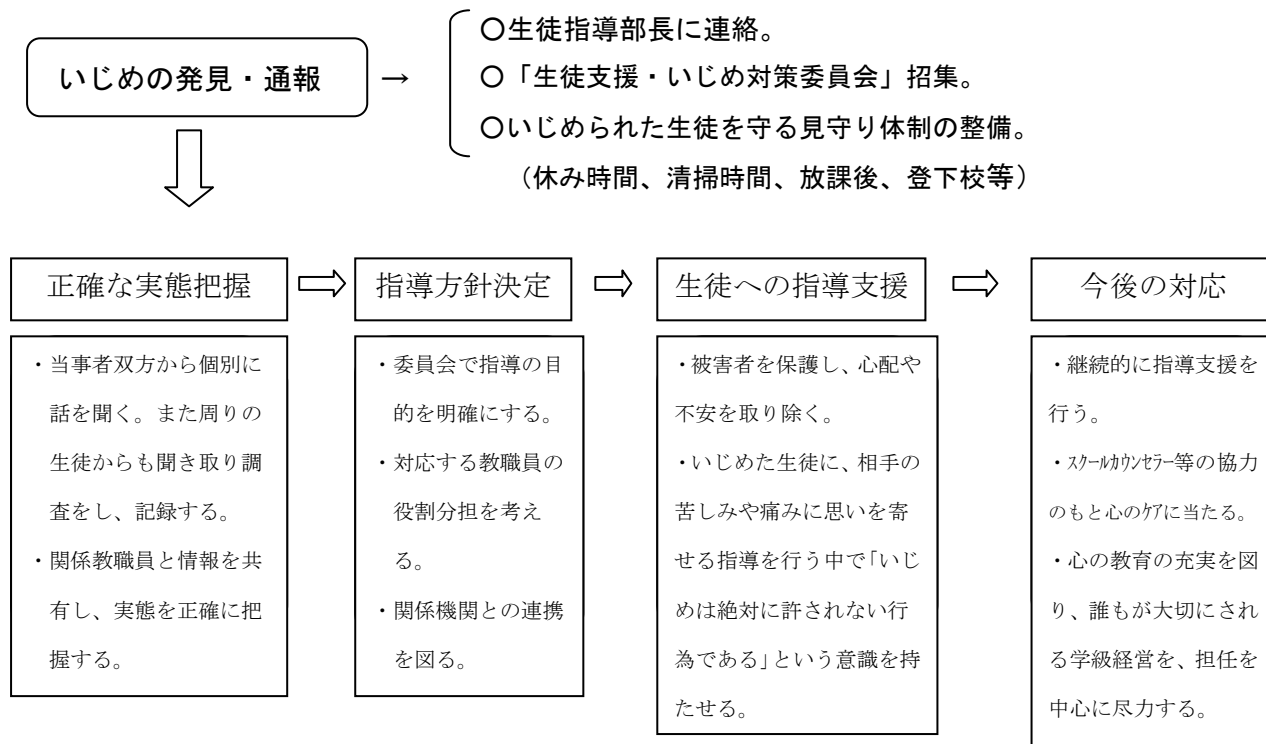 いじめの発見・通報
→
〇生徒指導部長に連絡。
〇「生徒支援・いじめ対策委員会」招集。
〇いじめられた生徒を守る見守り体制の整備。
（休み時間、清掃時間、放課後、登下校等）
正確な実態把握
・当事者双方から個別に
話を聞く。また周りの
生徒からも聞き取り調
査をし、記録する。
・関係教職員と情報を共
有し、実態を正確に把
握する。
指導方針決定
・委員会で指導の目
的を明確にする。
・対応する教職員の
役割分担を考え
る。
・関係機関との連携
を図る。
生徒への指導支援
・被害者を保護し、心配や
不安を取り除く。
・いじめた生徒に、相手の
苦しみや痛みに思いを寄
せる指導を行う中で「いじ
めは絶対に許されない行
為である」という意識を持
たせる。
今後の対応
・継続的に指導支援を
行う。
・ｽｸｰﾙｶｳﾝｾﾗｰ等の協力
のもと心のｹｱに当たる。
・心の教育の充実を図
り、誰もが大切にされ
る学級経営を、担任を
中心に尽力する。